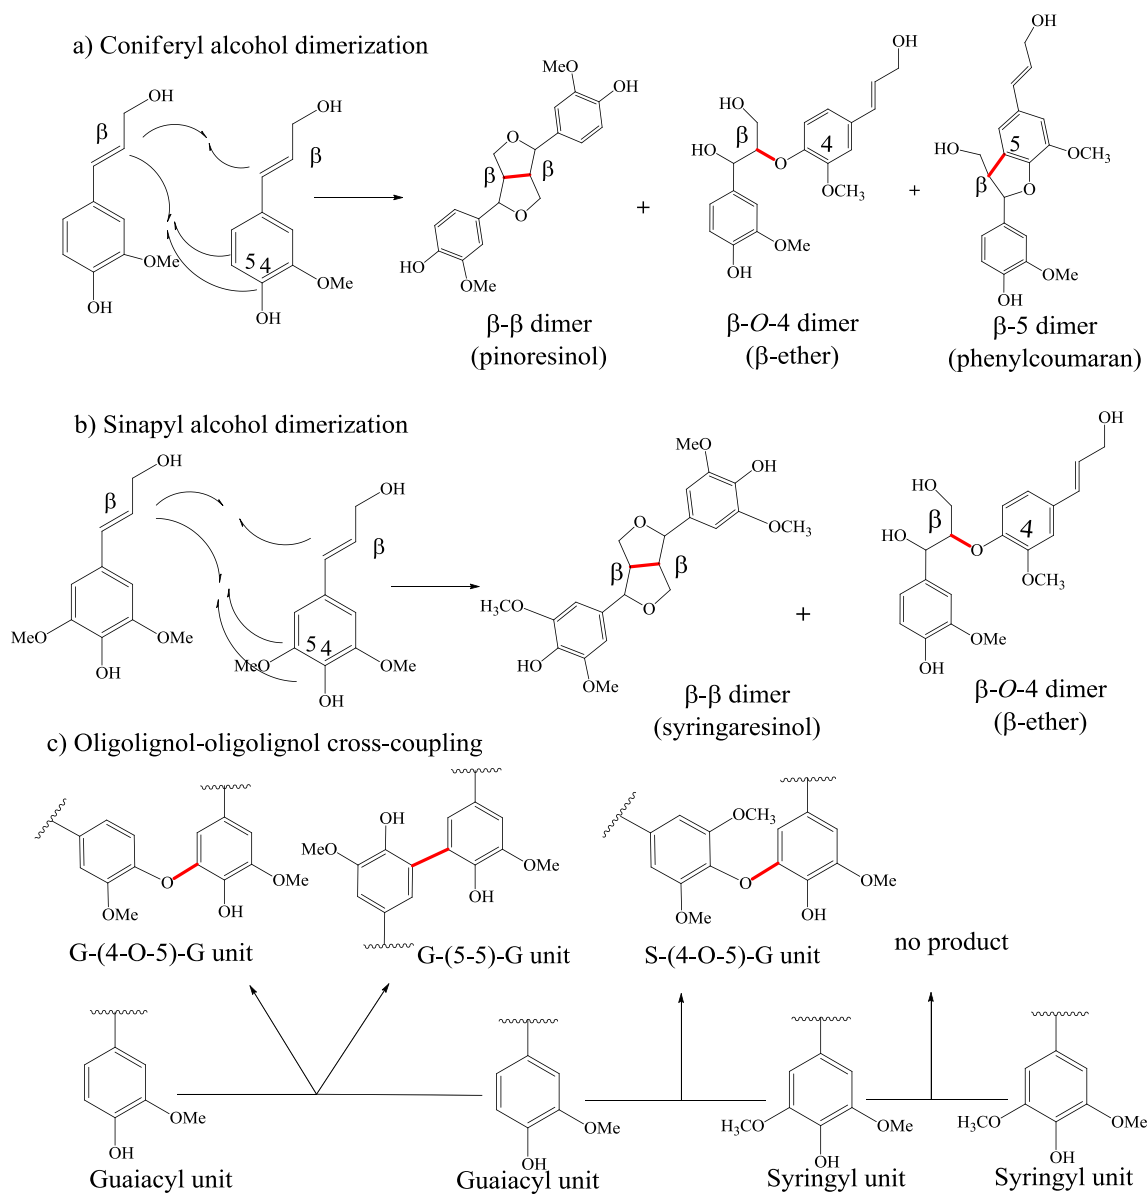 a) Coniferyl alcohol dimerization
OH
β
OMe
OH
OH
β
5 4
OMe
OH
MeO
OH
O
β
β
O
HO
OMe
β-β dimer
(pinoresinol)
+
OH
HO
β
HO
O
4
OCH3
OMe
OH
β-O-4 dimer
(β-ether)
+
OH
5
HO
β
O
OCH3
OMe
OH
β-5 dimer
(phenylcoumaran)
b) Sinapyl alcohol dimerization
OH
β
MeO
OMe
OH
OH
β
5 4
MeO
OMe
OH
MeO
OH
OCH3
O
β
β
O
H3CO
HO
OMe
β-β dimer
(syringaresinol)
+
OH
HO
β
HO
O
4
OCH3
OMe
OH
β-O-4 dimer
(β-ether)
c) Oligolignol-oligolignol cross-coupling
OMe
O
OMe
OH
G-(4-O-5)-G unit
OH
MeO
OMe
OH
G-(5-5)-G unit
OCH3
O
OMe
OMe
OH
S-(4-O-5)-G unit
no product
OMe
OH
Guaiacyl unit
OMe
OH
Guaiacyl unit
H3CO
OMe
OH
Syringyl unit
H3CO
OMe
OH
Syringyl unit